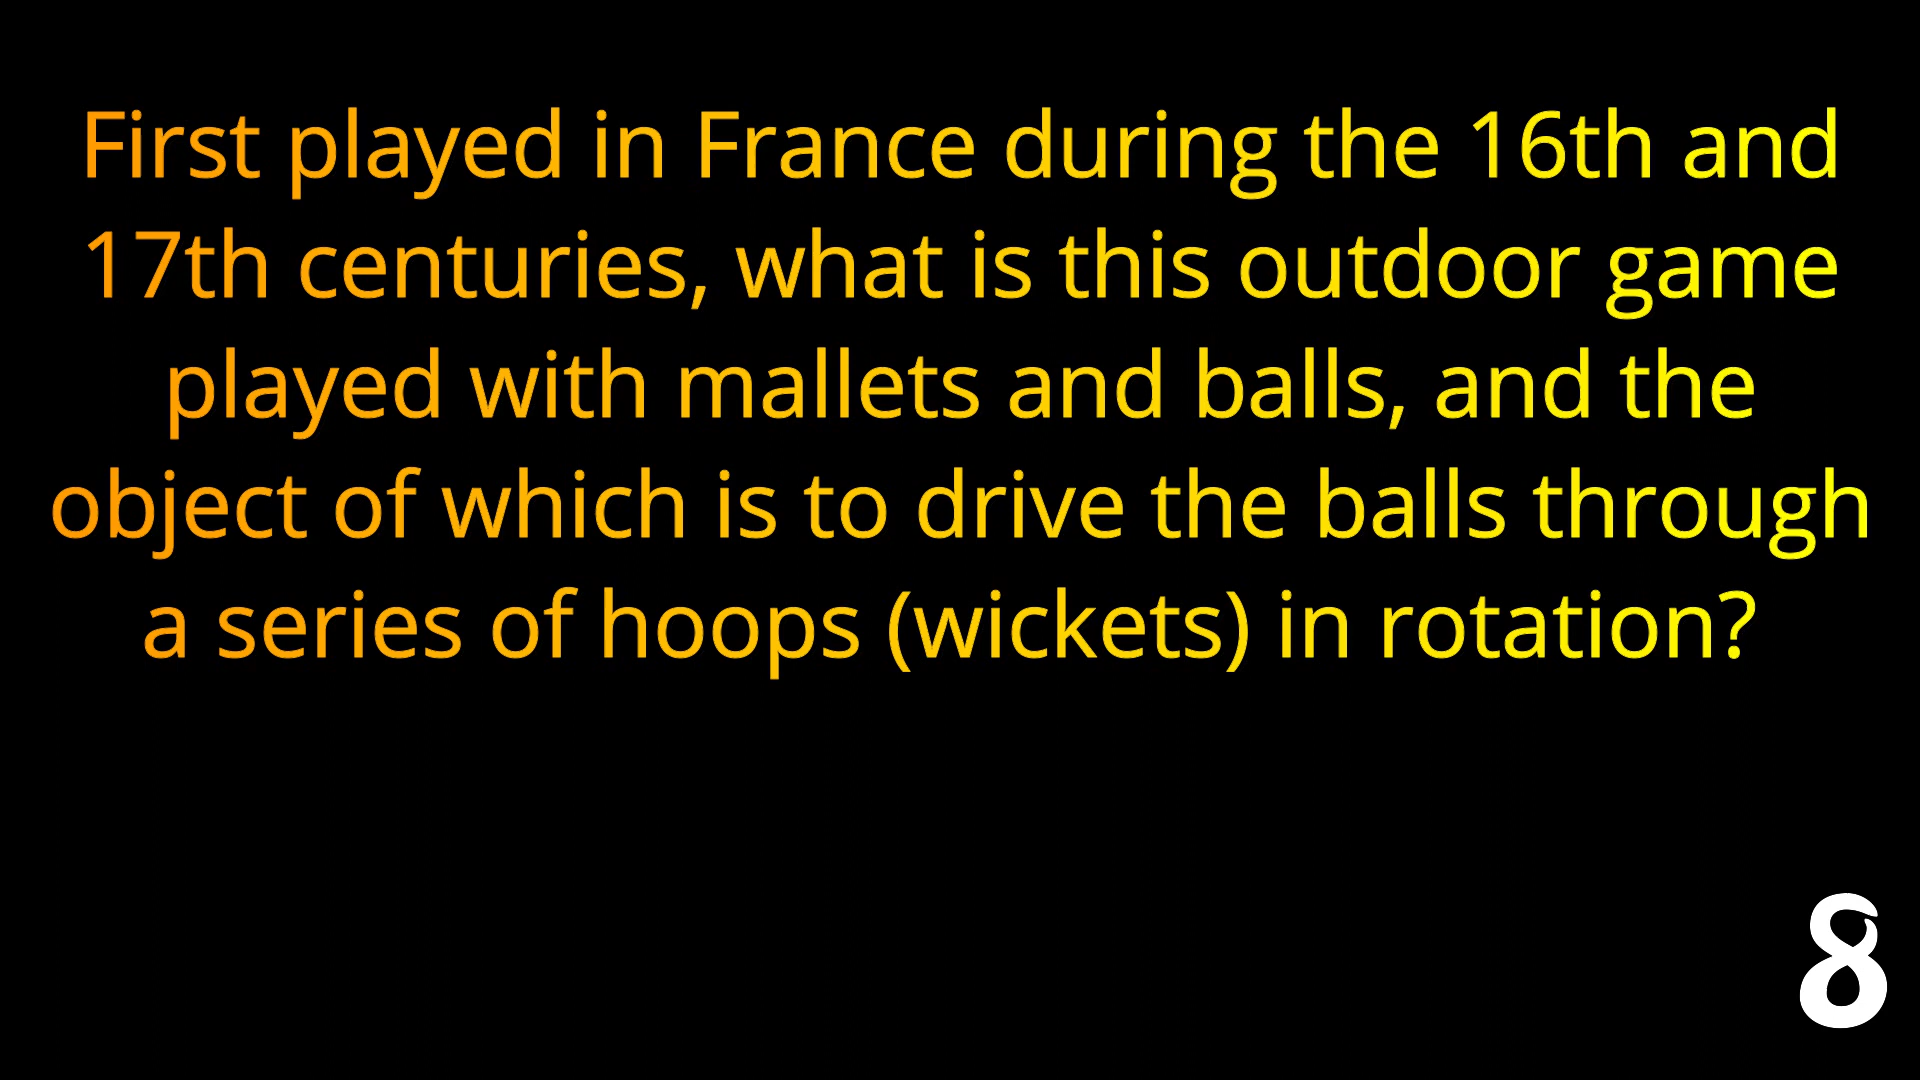 First played in France during the 16th and
17th centuries, what is this outdoor game
played with mallets and balls, and the
object of which is to drive the balls through
a series of hoops (wickets) in rotation?
8